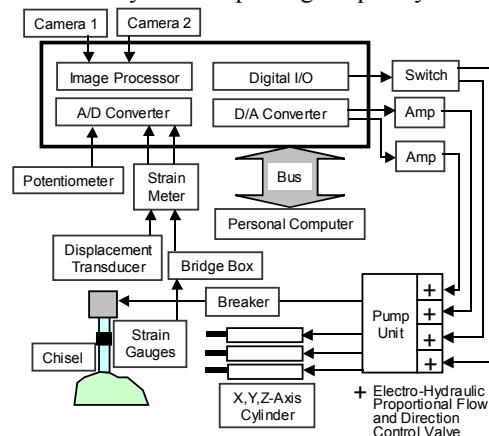 Camera 1
Camera 2
Image Processor
Digital I/O
Switch
A/D Converter
D/A Converter
Amp
Amp
Potentiometer
Strain
Meter
Bus
Personal Computer
Displacement
Transducer
Bridge Box
Breaker
Pump
Unit
+
+
+
+
Chisel
Strain
Gauges
X,Y,Z-Axis
Cylinder
+ Electro-Hydraulic
Proportional Flow
and Direction
Control Valve